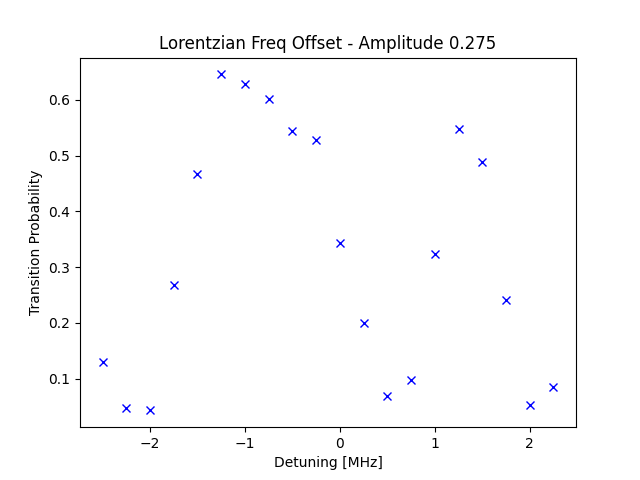 Lorentzian Freq Offset - Amplitude 0.275
Transition Probability
0.6
0.5
0.4
0.3
0.2
0.1
−2 −1 0 1 2
Detuning [MHz]